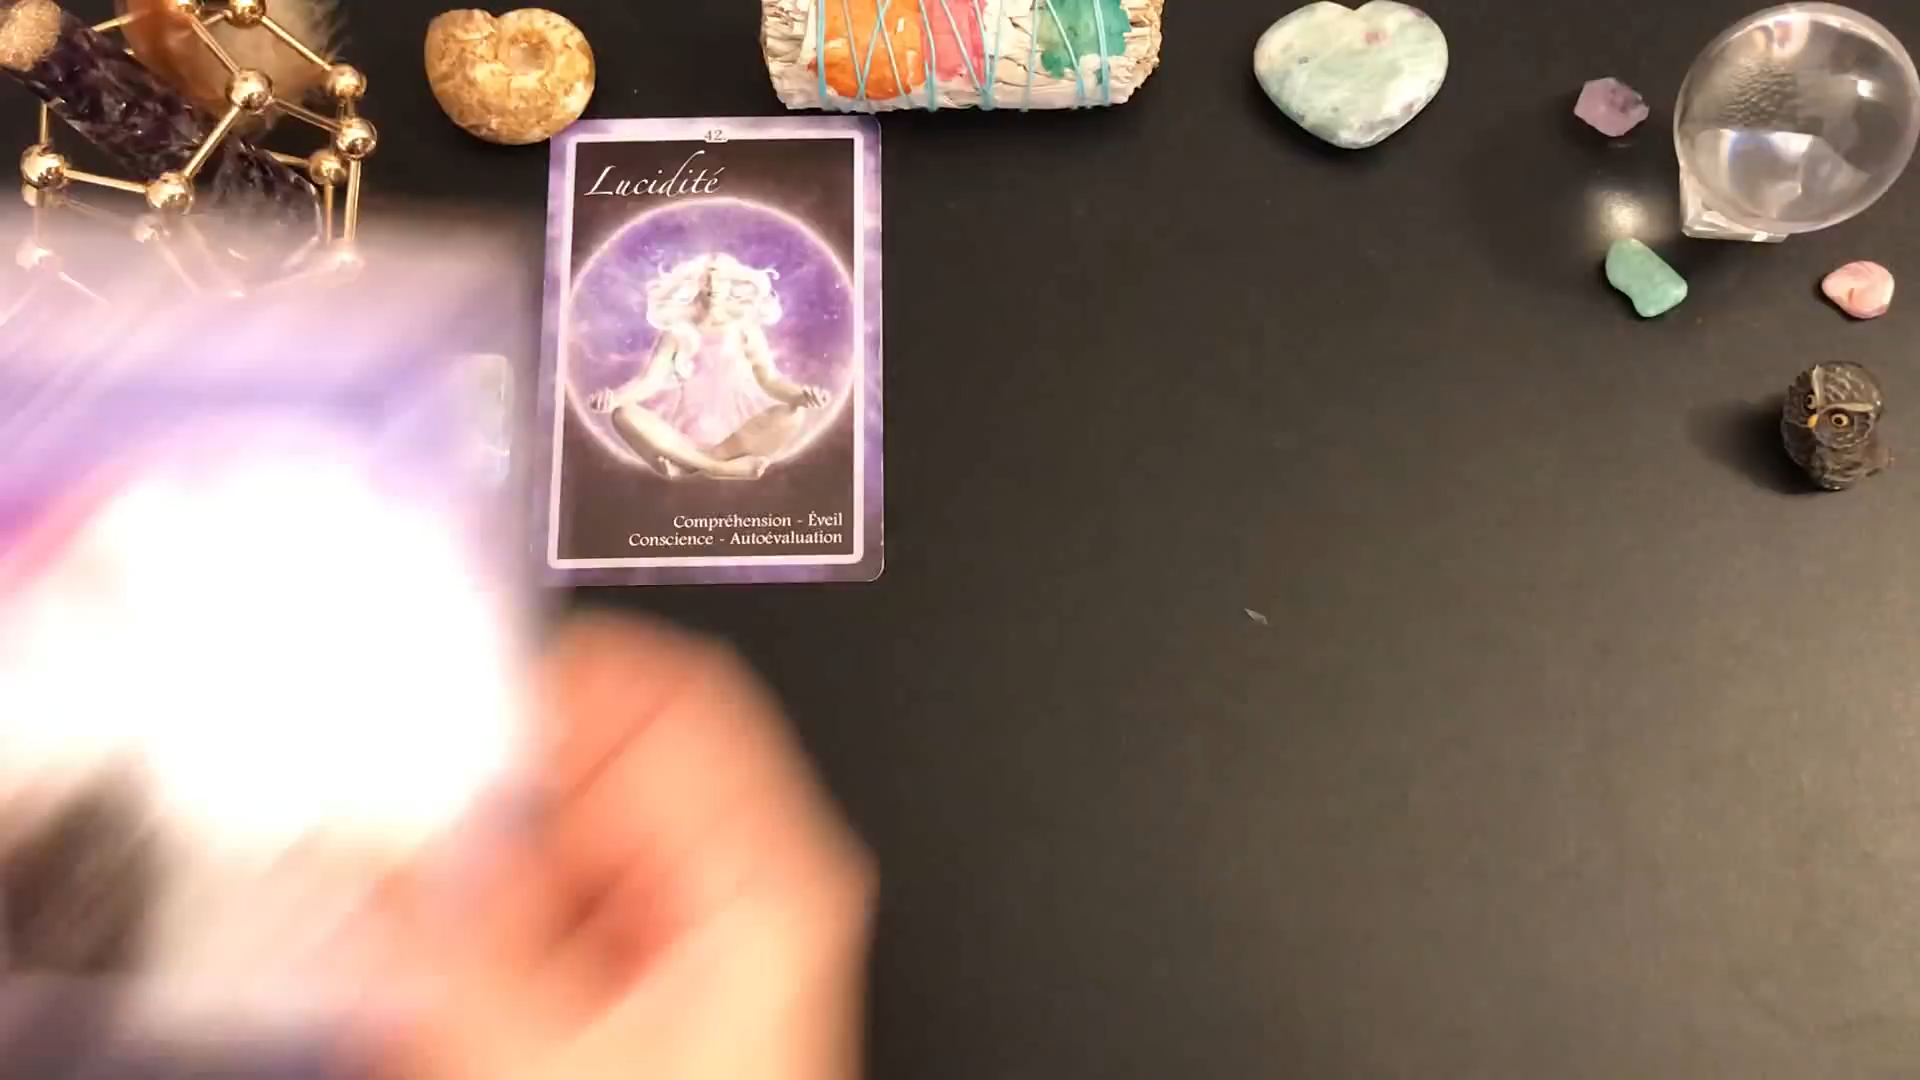 42.
Lucidité
Compréhension - Éveil
Conscience - Autoévaluation